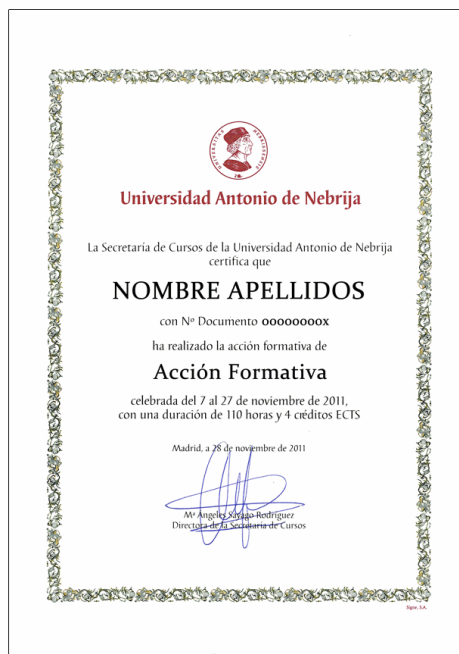 Universidad Antonio de Nebrija
La Secretaría de Cursos de la Universidad Antonio de Nebrija
certifica que
NOMBRE APELLIDOS
con Nº Documento 00000000X
ha realizado la acción formativa de
Acción Formativa
celebrada del 7 al 27 de noviembre de 2011,
con una duración de 110 horas y 4 créditos ECTS
Madrid, a 28 de noviembre de 2011
Mª Ángeles Sayago Rodríguez
Directora de la Secretaría de Cursos
Signe, S.A.